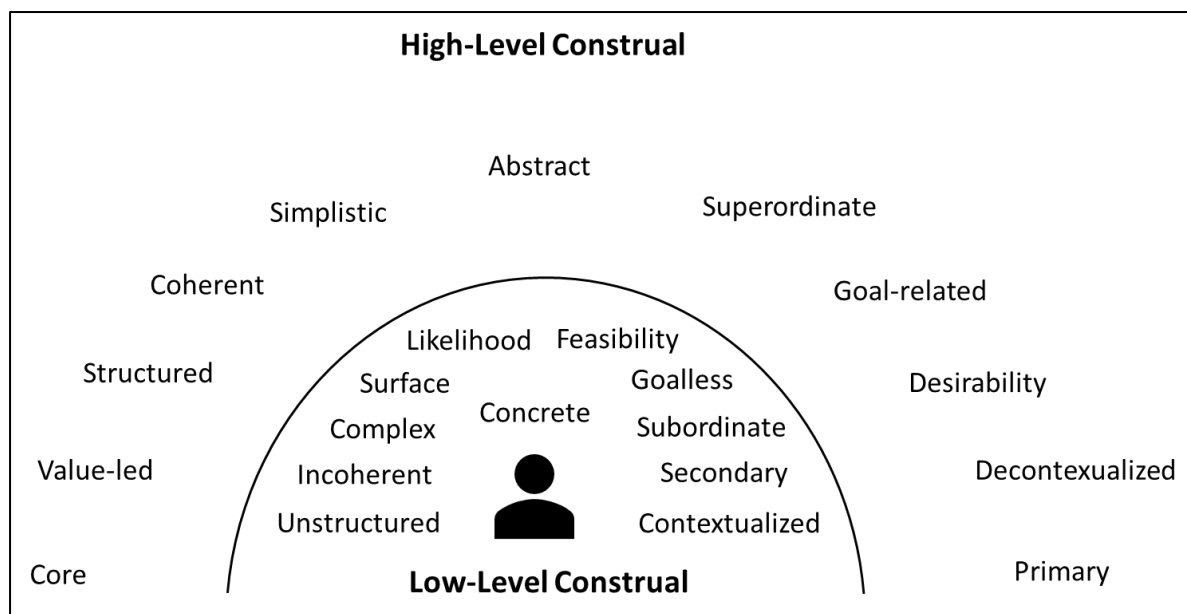 High-Level Construal
Abstract
Simplistic
Superordinate
Coherent
Goal-related
Structured
Desirability
Value-led
Decontexualized
Core
Primary
Likelihood
Feasibility
Surface
Goalless
Concrete
Complex
Subordinate
Incoherent
Secondary
Unstructured
Contextualized
Low-Level Construal